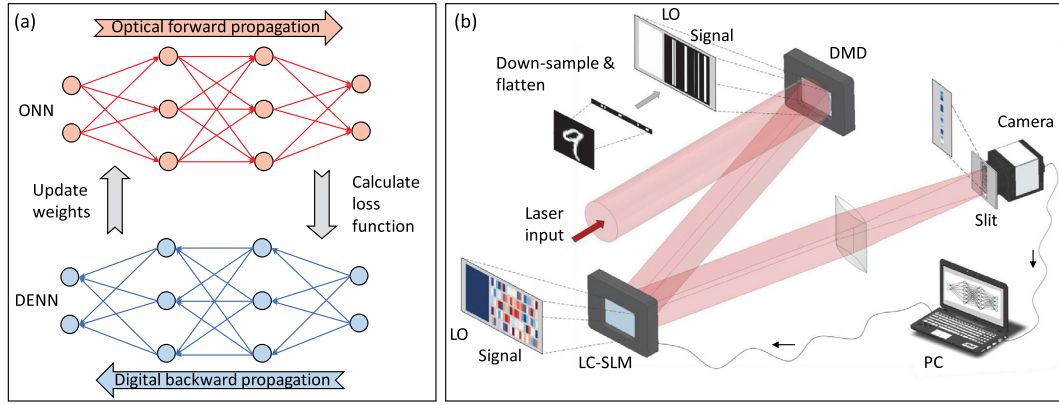 (a)
Optical forward propagation
ONN
Update
weights
Calculate
loss
function
DENN
Digital backward propagation
(b)
LO
Signal
DMD
Down-sample &
flatten
Camera
Slit
Laser
input
LO
Signal
LC-SLM
PC